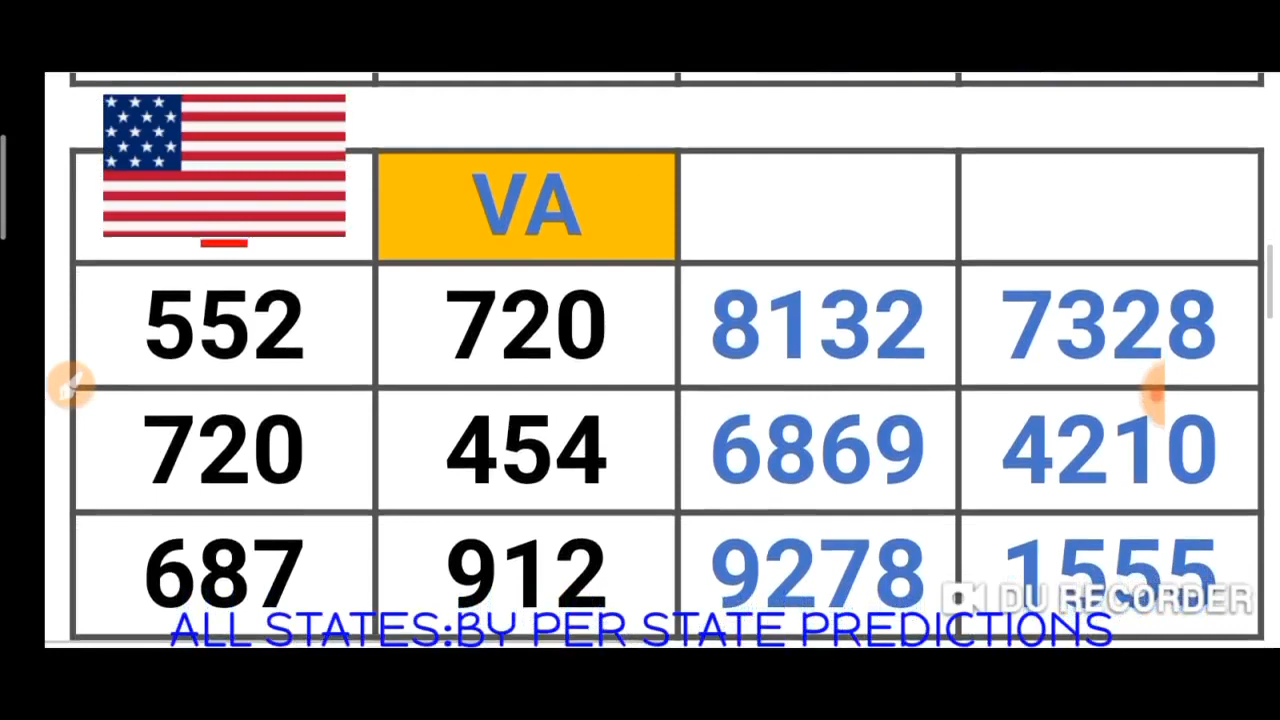 VA
552 720 8132 7328
720 454 6869 4210
687 912 9278 1555
DU RECORDER
ALL STATES:BY PER STATE PREDICTIONS